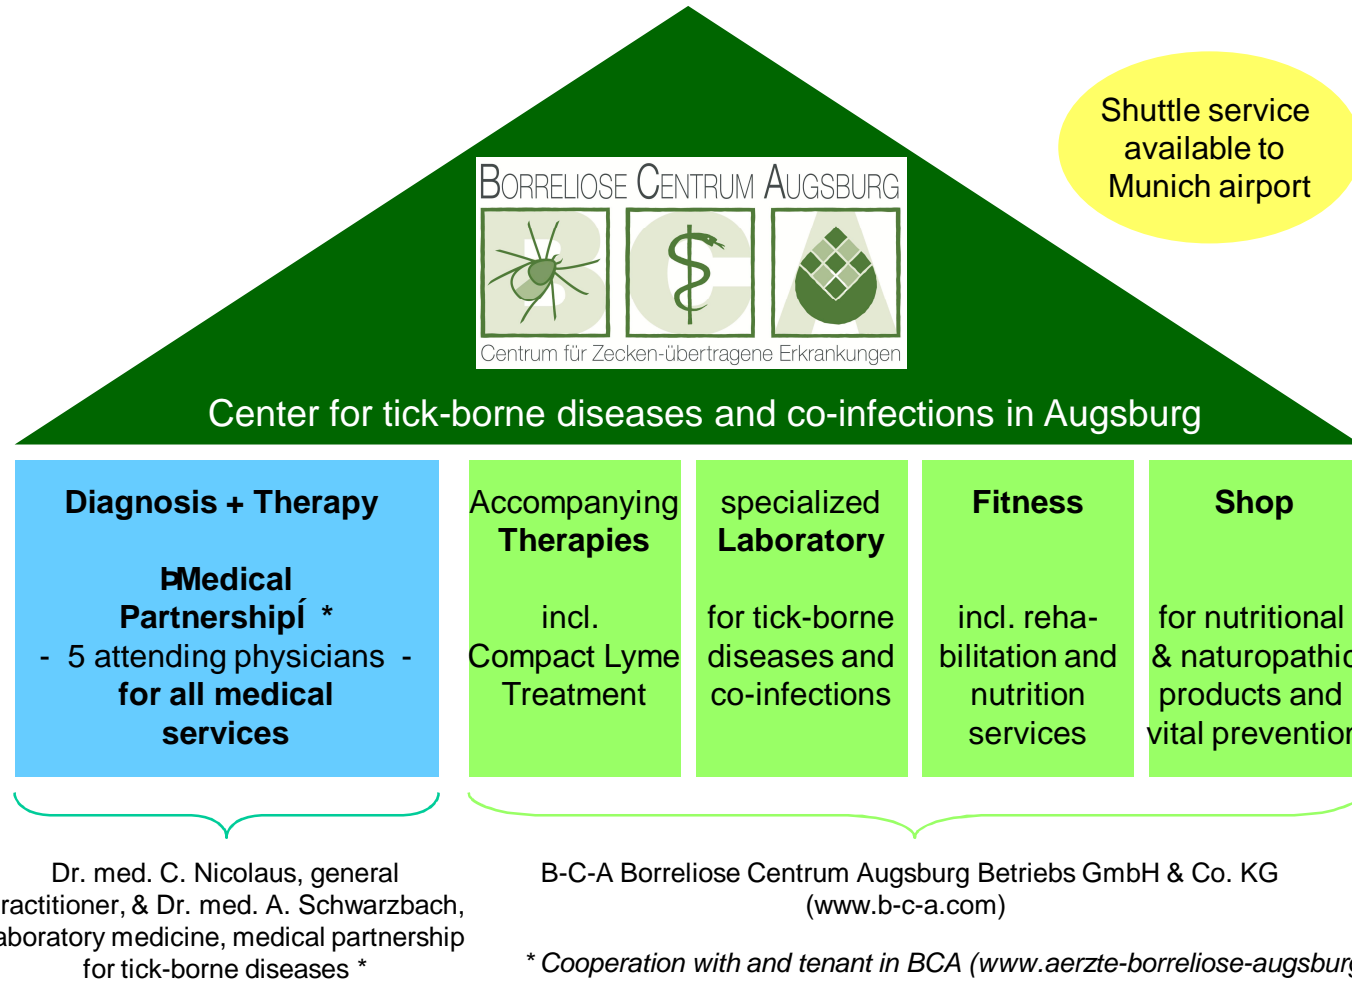 Shuttle service
available to
Munich airport
BORRELIOSE CENTRUM AUGSBURG
B C A
Centrum für Zecken-übertragene Erkrankungen
Center for tick-borne diseases and co-infections in Augsburg
Diagnosis + Therapy
ÞMedical
PartnershipÍ *
- 5 attending physicians -
for all medical
services
Accompanying
Therapies
incl.
Compact Lyme
Treatment
specialized
Laboratory
for tick-borne
diseases and
co-infections
Fitness
incl. reha-
bilitation and
nutrition
services
Shop
for nutritional
& naturopathic
products and
vital prevention
Dr. med. C. Nicolaus, general
ractitioner, & Dr. med. A. Schwarzbach,
aboratory medicine, medical partnership
for tick-borne diseases *
B-C-A Borreliose Centrum Augsburg Betriebs GmbH & Co. KG
(www.b-c-a.com)
* Cooperation with and tenant in BCA (www.aerzte-borreliose-augsburg